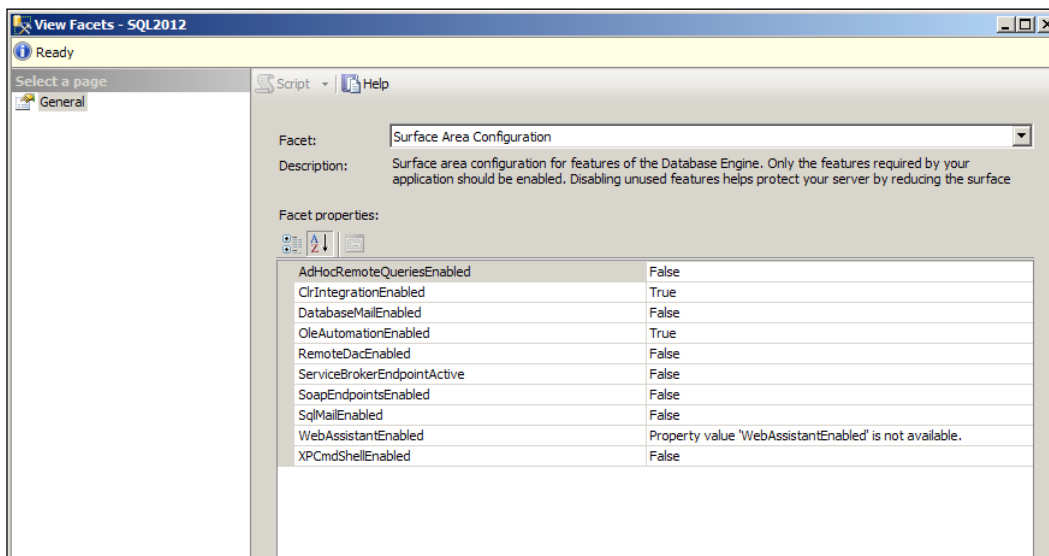 View Facets - SQL2012
Ready
Select a page
General
Script
Help
Facet:
Surface Area Configuration
Description:
Surface area configuration for features of the Database Engine. Only the features required by your
application should be enabled. Disabling unused features helps protect your server by reducing the surface
Facet properties:
AdHocRemoteQueriesEnabled False
ClrIntegrationEnabled True
DatabaseMailEnabled False
OleAutomationEnabled True
RemoteDacEnabled False
ServiceBrokerEndpointActive False
SoapEndpointsEnabled False
SqlMailEnabled False
WebAssistantEnabled Property value 'WebAssistantEnabled' is not available.
XPCmdShellEnabled False